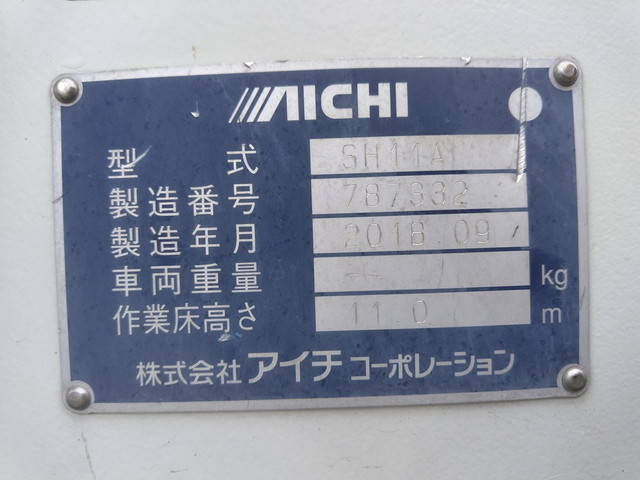 AICHI
型式 SH11A
製造番号 787332
製造年月 2018.09
車両重量 kg
作業床高さ 11.0 m
株式会社 アイチ コーポレーション